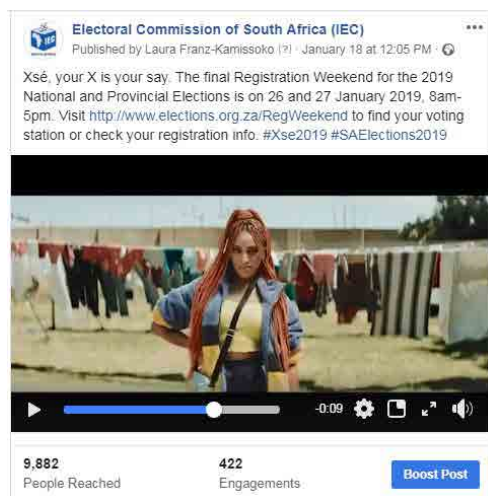 Electoral Commission of South Africa (IEC)
Published by Laura Franz-Kamissoko [?] · January 18 at 12:05 PM ·
Xsé, your X is your say. The final Registration Weekend for the 2019
National and Provincial Elections is on 26 and 27 January 2019, 8am-
5pm. Visit http://www.elections.org.za/RegWeekend to find your voting
station or check your registration info. #Xse2019 #SAElections2019
-0:09
9,882
People Reached
422
Engagements
Boost Post